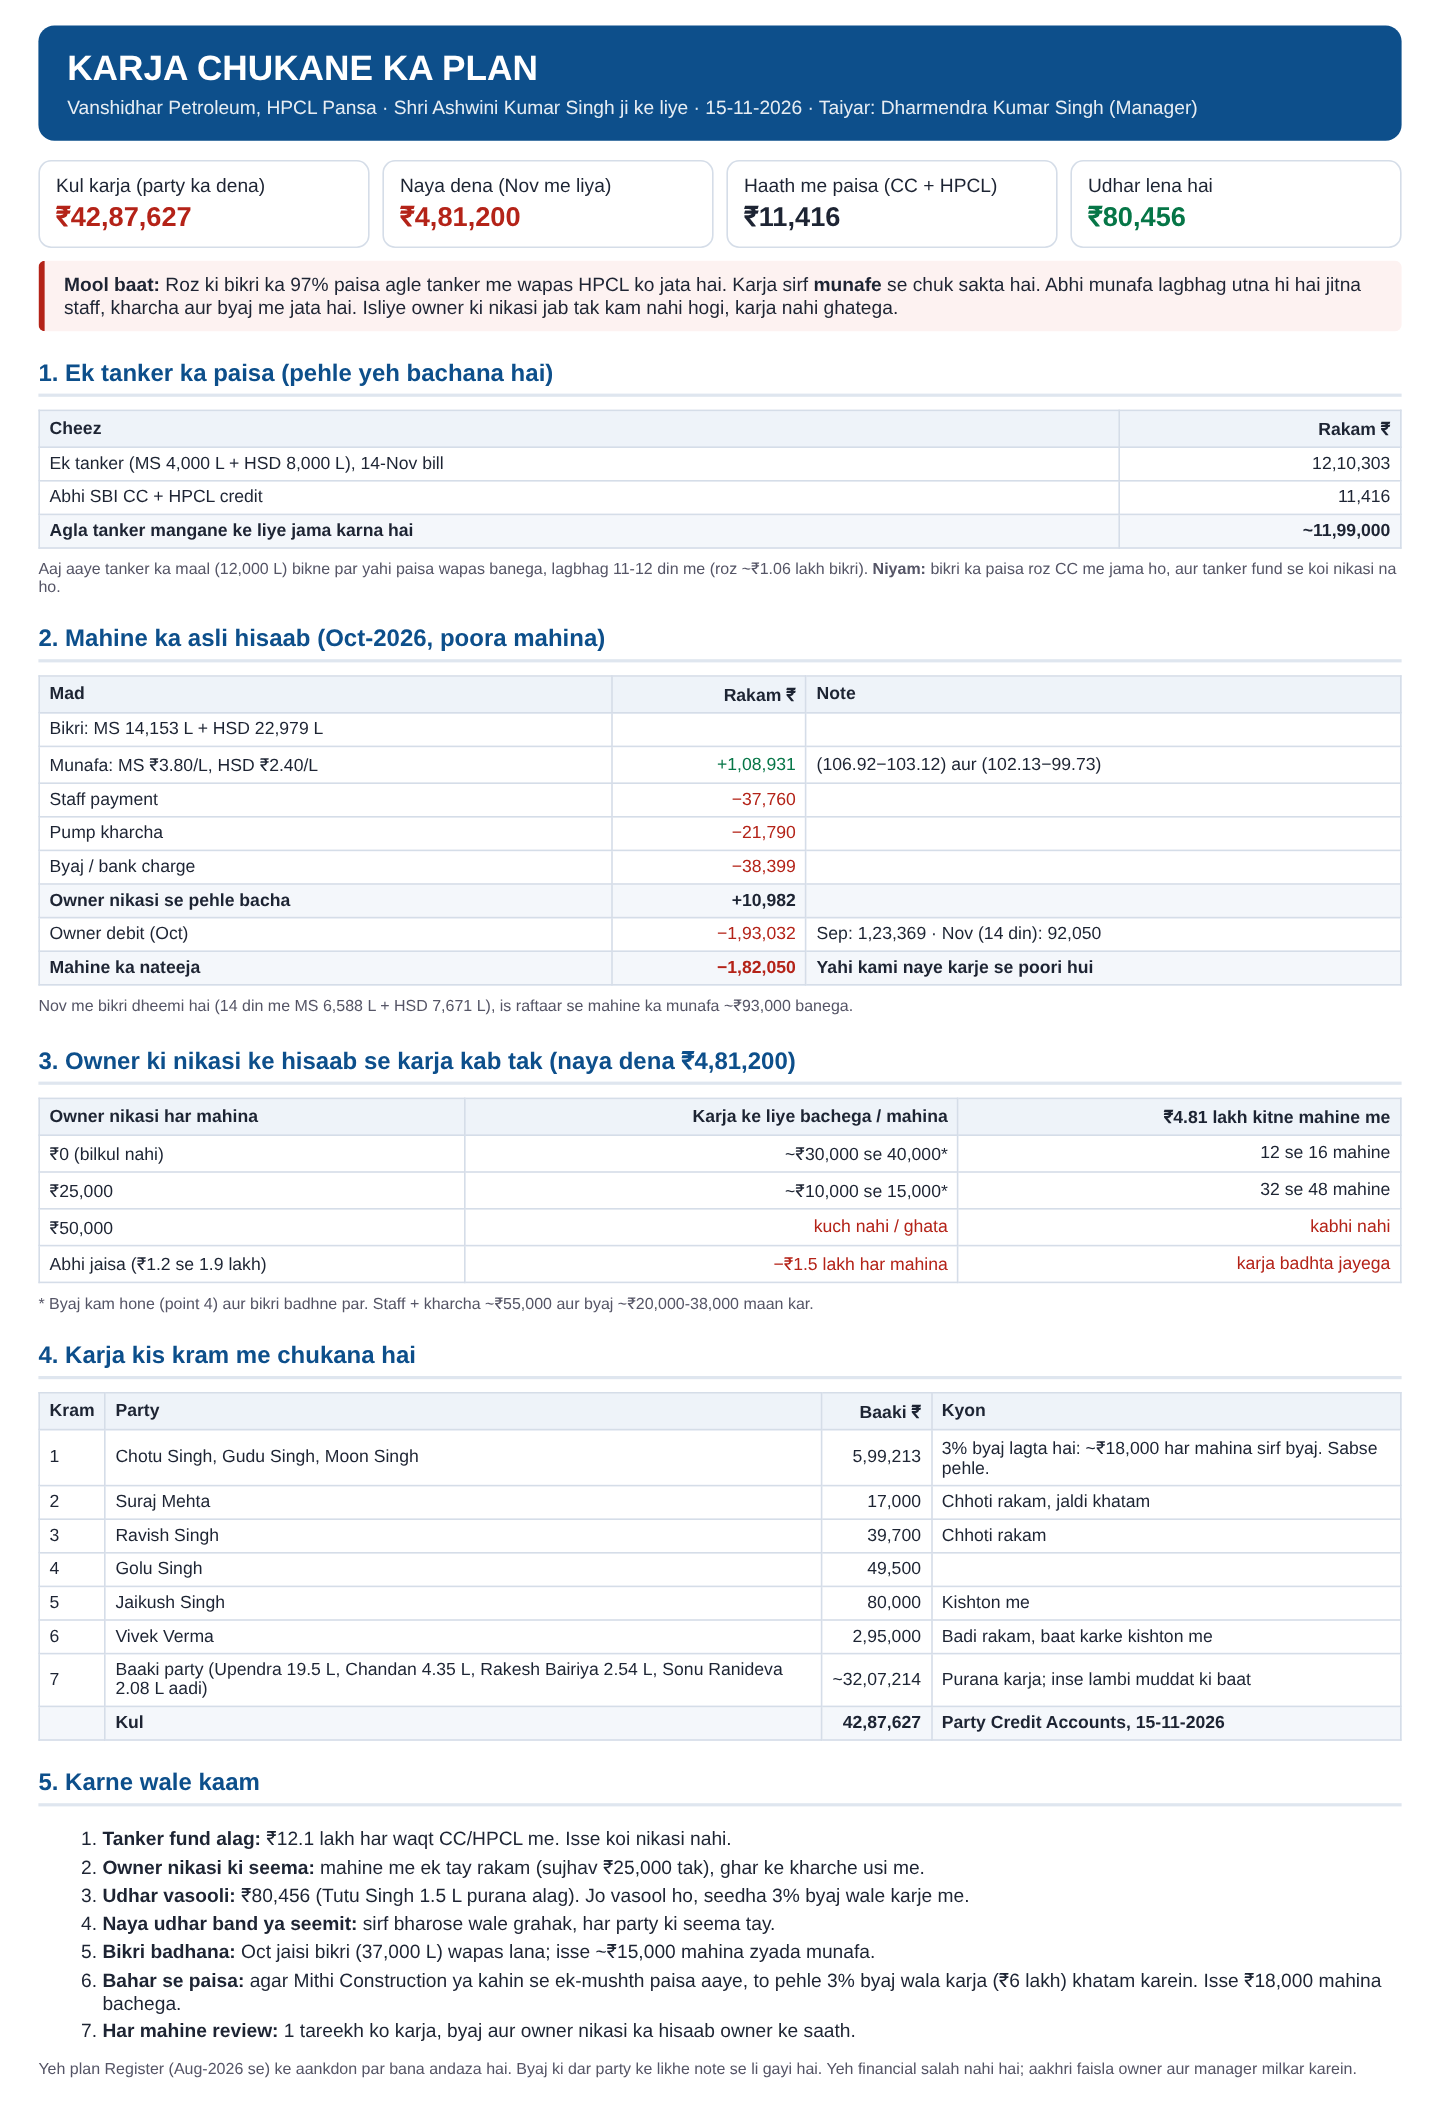 KARJA CHUKANE KA PLAN
Vanshidhar Petroleum, HPCL Pansa · Shri Ashwini Kumar Singh ji ke liye · 15-11-2026 · Taiyar: Dharmendra Kumar Singh (Manager)
Kul karja (party ka dena)
₹42,87,627
Naya dena (Nov me liya)
₹4,81,200
Haath me paisa (CC + HPCL)
₹11,416
Udhar lena hai
₹80,456
Mool baat: Roz ki bikri ka 97% paisa agle tanker me wapas HPCL ko jata hai. Karja sirf munafe se chuk sakta hai. Abhi munafa lagbhag utna hi hai jitna
staff, kharcha aur byaj me jata hai. Isliye owner ki nikasi jab tak kam nahi hogi, karja nahi ghatega.
1. Ek tanker ka paisa (pehle yeh bachana hai)
Cheez Rakam ₹
Ek tanker (MS 4,000 L + HSD 8,000 L), 14-Nov bill 12,10,303
Abhi SBI CC + HPCL credit 11,416
Agla tanker mangane ke liye jama karna hai ~11,99,000
Aaj aaye tanker ka maal (12,000 L) bikne par yahi paisa wapas banega, lagbhag 11-12 din me (roz ~₹1.06 lakh bikri). Niyam: bikri ka paisa roz CC me jama ho, aur tanker fund se koi nikasi na
ho.
2. Mahine ka asli hisaab (Oct-2026, poora mahina)
Mad Rakam ₹ Note
Bikri: MS 14,153 L + HSD 22,979 L
Munafa: MS ₹3.80/L, HSD ₹2.40/L +1,08,931 (106.92−103.12) aur (102.13−99.73)
Staff payment −37,760
Pump kharcha −21,790
Byaj / bank charge −38,399
Owner nikasi se pehle bacha +10,982
Owner debit (Oct) −1,93,032 Sep: 1,23,369 · Nov (14 din): 92,050
Mahine ka nateeja −1,82,050 Yahi kami naye karje se poori hui
Nov me bikri dheemi hai (14 din me MS 6,588 L + HSD 7,671 L), is raftaar se mahine ka munafa ~₹93,000 banega.
3. Owner ki nikasi ke hisaab se karja kab tak (naya dena ₹4,81,200)
Owner nikasi har mahina Karja ke liye bachega / mahina ₹4.81 lakh kitne mahine me
₹0 (bilkul nahi) ~₹30,000 se 40,000* 12 se 16 mahine
₹25,000 ~₹10,000 se 15,000* 32 se 48 mahine
₹50,000 kuch nahi / ghata kabhi nahi
Abhi jaisa (₹1.2 se 1.9 lakh) −₹1.5 lakh har mahina karja badhta jayega
* Byaj kam hone (point 4) aur bikri badhne par. Staff + kharcha ~₹55,000 aur byaj ~₹20,000-38,000 maan kar.
4. Karja kis kram me chukana hai
Kram Party Baaki ₹ Kyon
1 Chotu Singh, Gudu Singh, Moon Singh 5,99,213 3% byaj lagta hai: ~₹18,000 har mahina sirf byaj. Sabse
pehle.
2 Suraj Mehta 17,000 Chhoti rakam, jaldi khatam
3 Ravish Singh 39,700 Chhoti rakam
4 Golu Singh 49,500
5 Jaikush Singh 80,000 Kishton me
6 Vivek Verma 2,95,000 Badi rakam, baat karke kishton me
7 Baaki party (Upendra 19.5 L, Chandan 4.35 L, Rakesh Bairiya 2.54 L, Sonu Ranideva
2.08 L aadi) ~32,07,214 Purana karja; inse lambi muddat ki baat
Kul 42,87,627 Party Credit Accounts, 15-11-2026
5. Karne wale kaam
1. Tanker fund alag: ₹12.1 lakh har waqt CC/HPCL me. Isse koi nikasi nahi.
2. Owner nikasi ki seema: mahine me ek tay rakam (sujhav ₹25,000 tak), ghar ke kharche usi me.
3. Udhar vasooli: ₹80,456 (Tutu Singh 1.5 L purana alag). Jo vasool ho, seedha 3% byaj wale karje me.
4. Naya udhar band ya seemit: sirf bharose wale grahak, har party ki seema tay.
5. Bikri badhana: Oct jaisi bikri (37,000 L) wapas lana; isse ~₹15,000 mahina zyada munafa.
6. Bahar se paisa: agar Mithi Construction ya kahin se ek-mushth paisa aaye, to pehle 3% byaj wala karja (₹6 lakh) khatam karein. Isse ₹18,000 mahina
bachega.
7. Har mahine review: 1 tareekh ko karja, byaj aur owner nikasi ka hisaab owner ke saath.
Yeh plan Register (Aug-2026 se) ke aankdon par bana andaza hai. Byaj ki dar party ke likhe note se li gayi hai. Yeh financial salah nahi hai; aakhri faisla owner aur manager milkar karein.